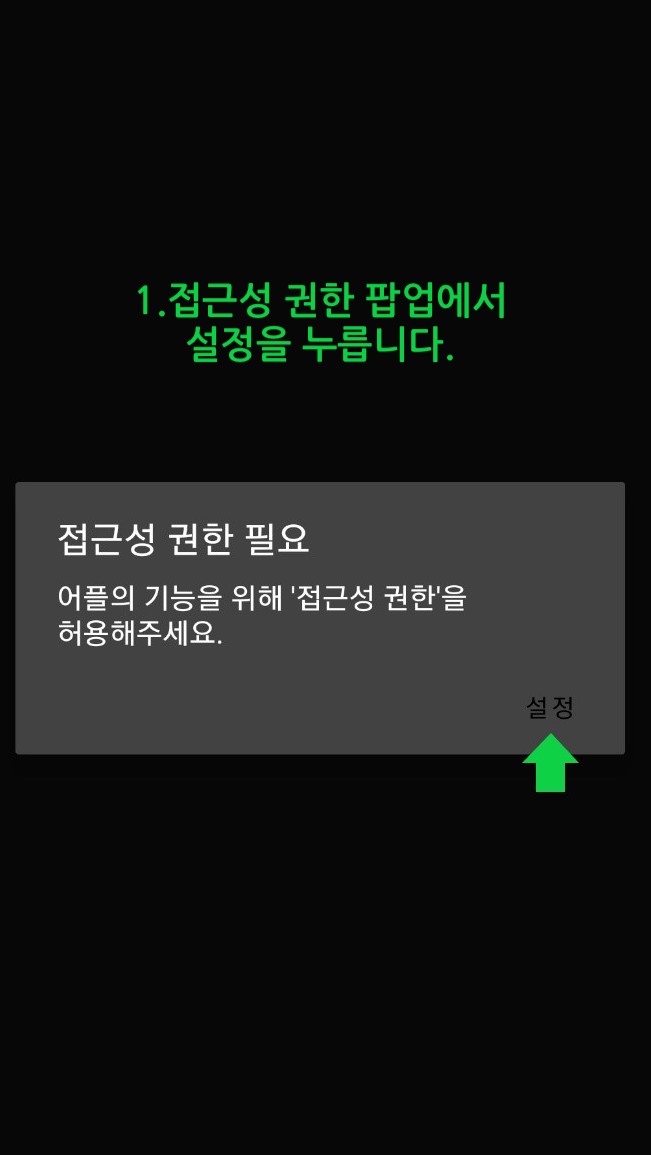 1.접근성 권한 팝업에서
설정을 누릅니다.
접근성 권한 필요
어플의 기능을 위해 '접근성 권한'을
허용해주세요.
설정